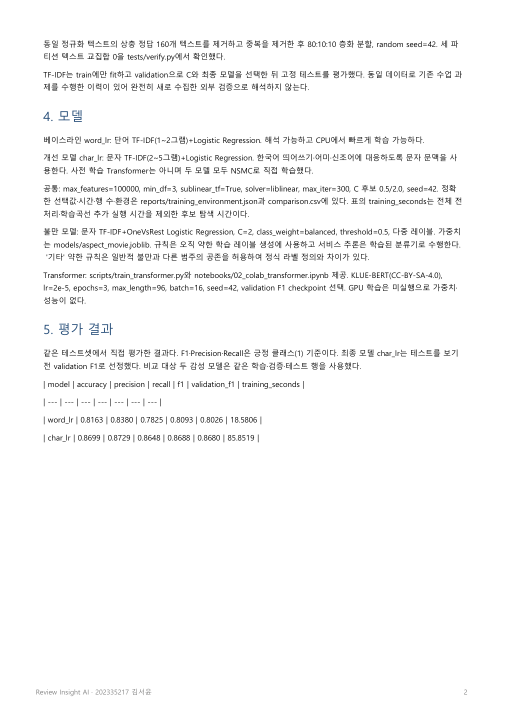 동일 정규화 텍스트의 상충 정답 160개 텍스트를 제거하고 중복을 제거한 후 80:10:10 층화 분할, random seed=42. 세 파
티션 텍스트 교집합 0을 tests/verify.py에서 확인했다.
TF-IDF는 train에만 fit하고 validation으로 C와 최종 모델을 선택한 뒤 고정 테스트를 평가했다. 동일 데이터로 기존 수업 과
제를 수행한 이력이 있어 완전히 새로 수집한 외부 검증으로 해석하지 않는다.
4. 모델
베이스라인 word_lr: 단어 TF-IDF(1~2그램)+Logistic Regression. 해석 가능하고 CPU에서 빠르게 학습 가능하다.
개선 모델 char_lr: 문자 TF-IDF(2~5그램)+Logistic Regression. 한국어 띄어쓰기·어미·신조어에 대응하도록 문자 문맥을 사
용한다. 사전 학습 Transformer는 아니며 두 모델 모두 NSMC로 직접 학습했다.
공통: max_features=100000, min_df=3, sublinear_tf=True, solver=liblinear, max_iter=300, C 후보 0.5/2.0, seed=42. 정확
한 선택값·시간·행 수·환경은 reports/training_environment.json과 comparison.csv에 있다. 표의 training_seconds는 전체 전
처리·학습곡선 추가 실행 시간을 제외한 후보 탐색 시간이다.
불만 모델: 문자 TF-IDF+OneVsRest Logistic Regression, C=2, class_weight=balanced, threshold=0.5, 다중 레이블. 가중치
는 models/aspect_movie.joblib. 규칙은 오직 약한 학습 레이블 생성에 사용하고 서비스 추론은 학습된 분류기로 수행한다.
'기타' 약한 규칙은 일반적 불만과 다른 범주의 공존을 허용하여 정식 라벨 정의와 차이가 있다.
Transformer: scripts/train_transformer.py와 notebooks/02_colab_transformer.ipynb 제공. KLUE-BERT(CC-BY-SA-4.0),
lr=2e-5, epochs=3, max_length=96, batch=16, seed=42, validation F1 checkpoint 선택. GPU 학습은 미실행으로 가중치·
성능이 없다.
5. 평가 결과
같은 테스트셋에서 직접 평가한 결과다. F1·Precision·Recall은 긍정 클래스(1) 기준이다. 최종 모델 char_lr는 테스트를 보기
전 validation F1로 선정했다. 비교 대상 두 감성 모델은 같은 학습·검증·테스트 행을 사용했다.
| model | accuracy | precision | recall | f1 | validation_f1 | training_seconds |
| --- | --- | --- | --- | --- | --- | --- |
| word_lr | 0.8163 | 0.8380 | 0.7825 | 0.8093 | 0.8026 | 18.5806 |
| char_lr | 0.8699 | 0.8729 | 0.8648 | 0.8688 | 0.8680 | 85.8519 |
Review Insight AI · 202335217 김서윤
2